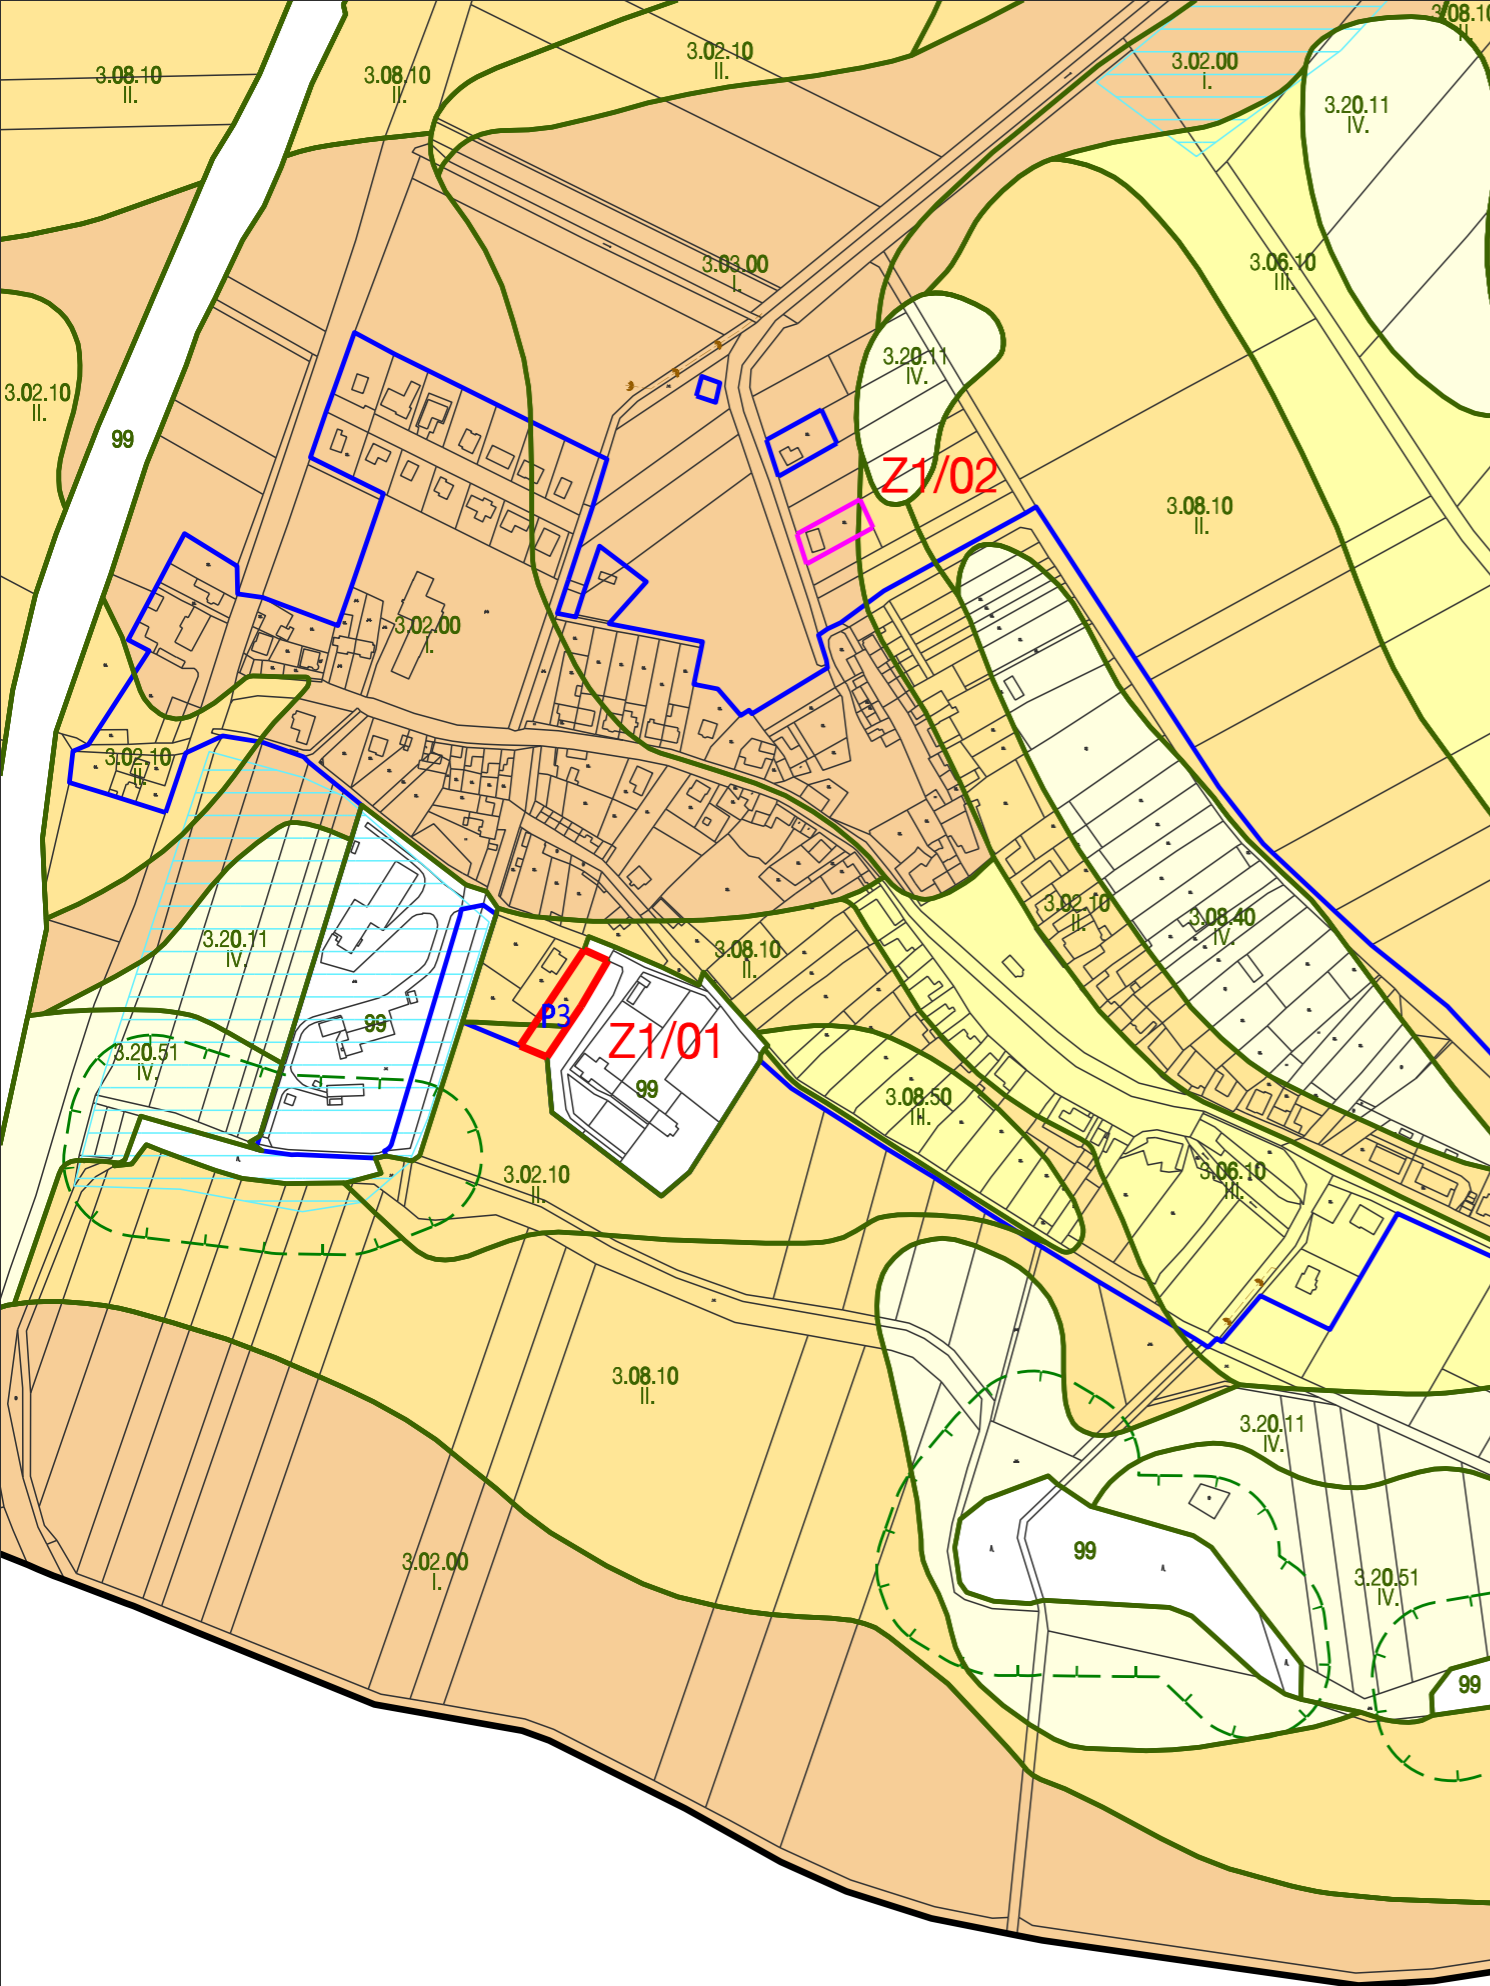 3.08.10
II.
3.08.10
II.
3.02.10
II.
3.02.00
I.
3.08.10
II.
3.20.11
IV.
3.03.00
I.
3.06.10
III.
3.20.11
IV.
3.02.10
II.
99
Z1/02
3.08.10
II.
3.02.00
I.
3.02.10
II.
3.02.10
II.
3.08.40
IV.
3.20.11
IV.
3.08.10
II.
99
P3
Z1/01
3.20.51
IV.
99
3.08.50
III.
3.02.10
II.
3.06.10
III.
3.08.10
II.
3.20.11
IV.
3.02.00
I.
99
3.20.51
IV.
99